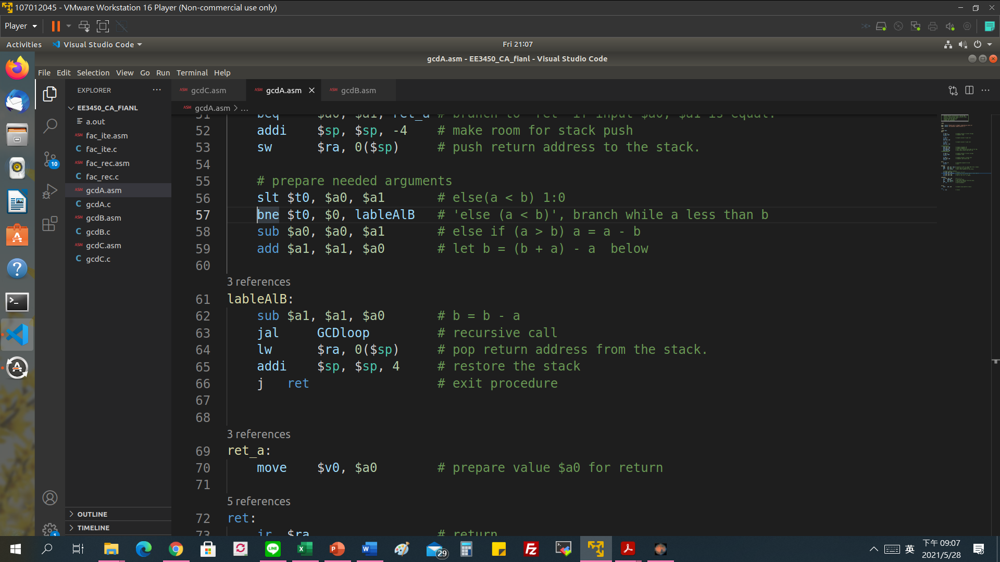 107012045 - VMware Workstation 16 Player (Non-commercial use only)
Player
Activities
Visual Studio Code
Fri 21:07
gcdA.asm - EE3450_CA_fianl - Visual Studio Code
File Edit Selection View Go Run Terminal Help
EXPLORER
ASM gcdC.asm
ASM gcdA.asm
ASM gcdB.asm
EE3450_CA_FIANL
ASM gcdA.asm > ...
a.out
ASM fac_ite.asm
C fac_ite.c
ASM fac_rec.asm
C fac_rec.c
ASM gcdA.asm
C gcdA.c
ASM gcdB.asm
C gcdB.c
ASM gcdC.asm
C gcdC.c
10
OUTLINE
TIMELINE
1
51 beq $a0, $a1, ret_a # branch to 'ret' if input $a0, $a1 is equal.
52 addi $sp, $sp, -4 # make room for stack push
53 sw $ra, 0($sp) # push return address to the stack.
54
55 # prepare needed arguments
56 slt $t0, $a0, $a1 # else(a < b) 1:0
57 bne $t0, $0, lableAlB # 'else (a < b)', branch while a less than b
58 sub $a0, $a0, $a1 # else if (a > b) a = a - b
59 add $a1, $a1, $a0 # let b = (b + a) - a  below
60
3 references
61 lableAlB:
62 sub $a1, $a1, $a0 # b = b - a
63 jal GCDloop # recursive call
64 lw $ra, 0($sp) # pop return address from the stack.
65 addi $sp, $sp, 4 # restore the stack
66 j ret # exit procedure
67
68
3 references
69 ret_a:
70 move $v0, $a0 # prepare value $a0 for return
71
5 references
72 ret:
73 jr $ra # return
29
英
下午 09:07
2021/5/28